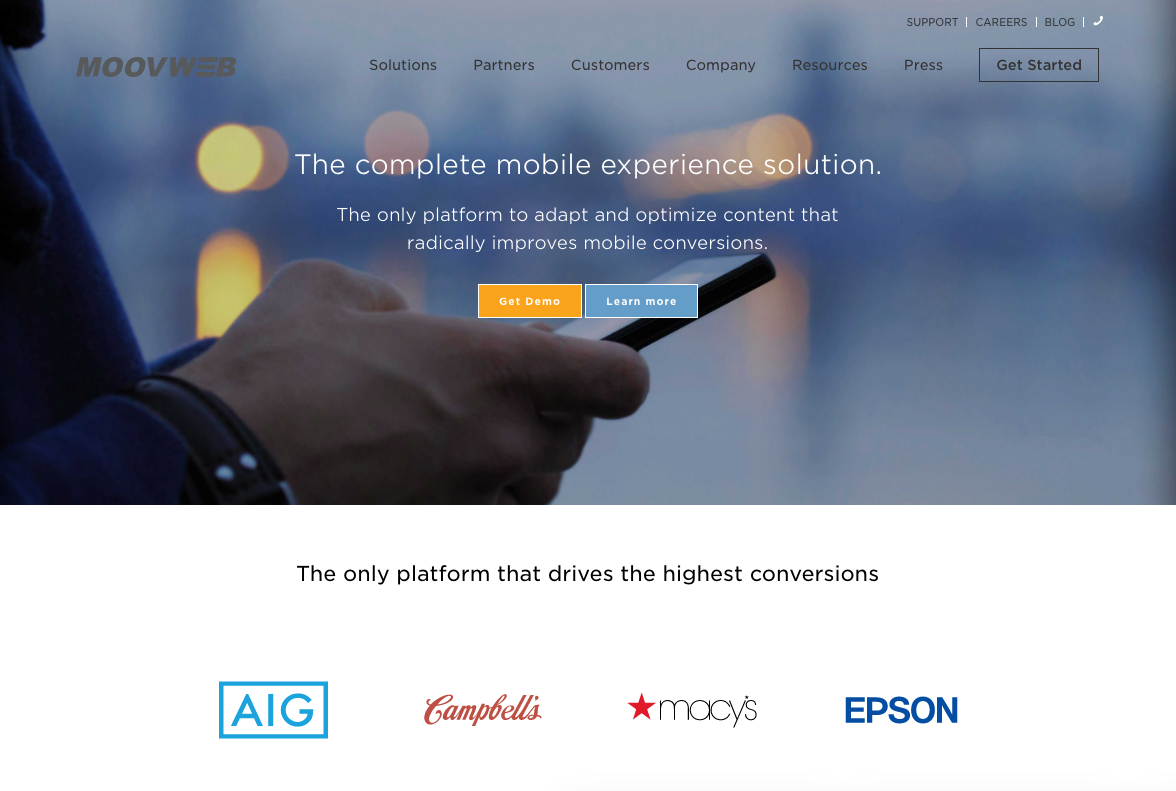 SUPPORT | CAREERS | BLOG |
MOOVWEB
Solutions Partners Customers Company Resources Press Get Started
The complete mobile experience solution.
The only platform to adapt and optimize content that
radically improves mobile conversions.
Get Demo Learn more
The only platform that drives the highest conversions
AIG Campbell's macy's EPSON